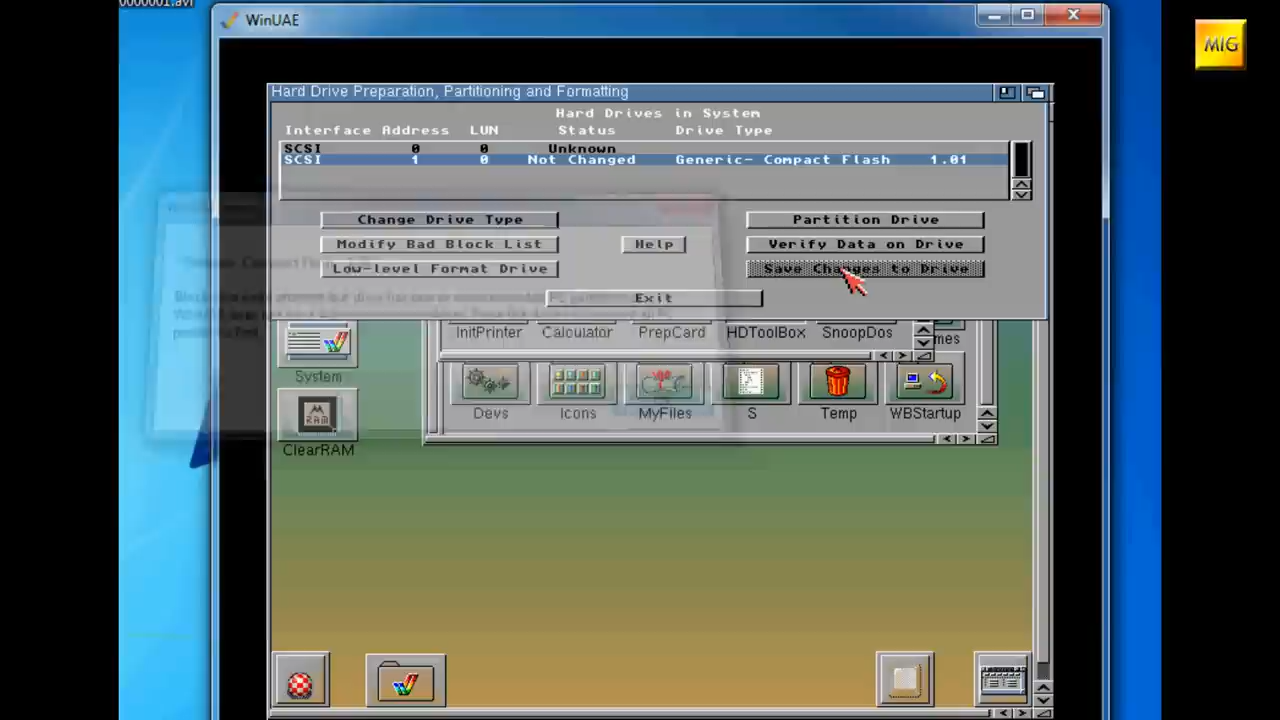 0000001.avi
WinUAE
MIG
Hard Drive Preparation, Partitioning and Formatting
Hard Drives in System
Interface Address LUN Status Drive Type
SCSI 0 0 Unknown
SCSI 1 0 Not Changed Generic- Compact Flash 1.01
Change Drive Type Partition Drive
Modify Bad Block List Help Verify Data on Drive
Low-level Format Drive Save Changes to Drive
Exit
InitPrinter Calculator PrepCard HDToolBox SnoopDos mes
System
Devs Icons MyFiles S Temp WBStartup
RAM
ClearRAM